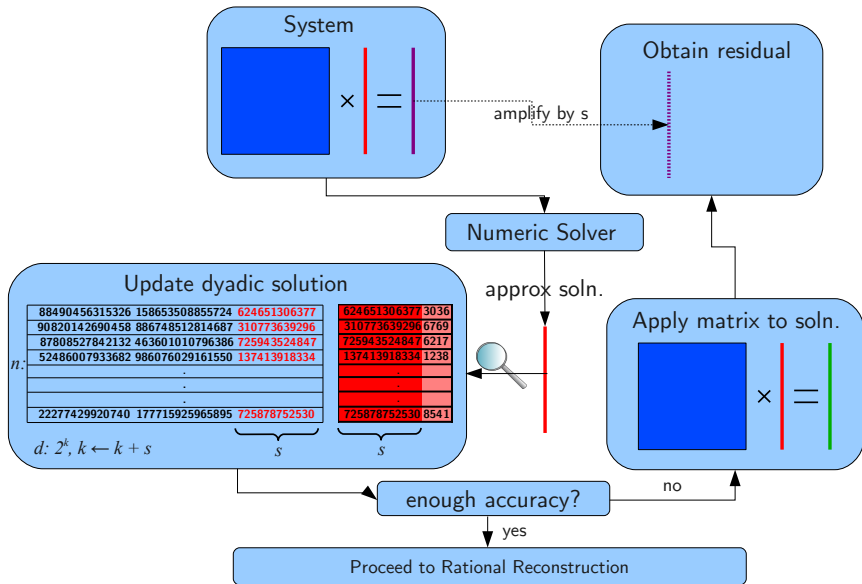 System
× =
amplify by s
Obtain residual
Numeric Solver
approx soln.
Update dyadic solution
88490456315326 158653508855724 624651306377
90820142690458 886748512814687 310773639296
87808527842132 463601010796386 725943524847
52486007933682 986076029161550 137413918334
n:
.
.
.
22277429920740 177715925965895 725878752530
s
624651306377 3036
310773639296 6769
725943524847 6217
137413918334 1238
.
.
.
725878752530 8541
s
d: 2^k, k ← k + s
Apply matrix to soln.
× =
enough accuracy?
no
yes
Proceed to Rational Reconstruction